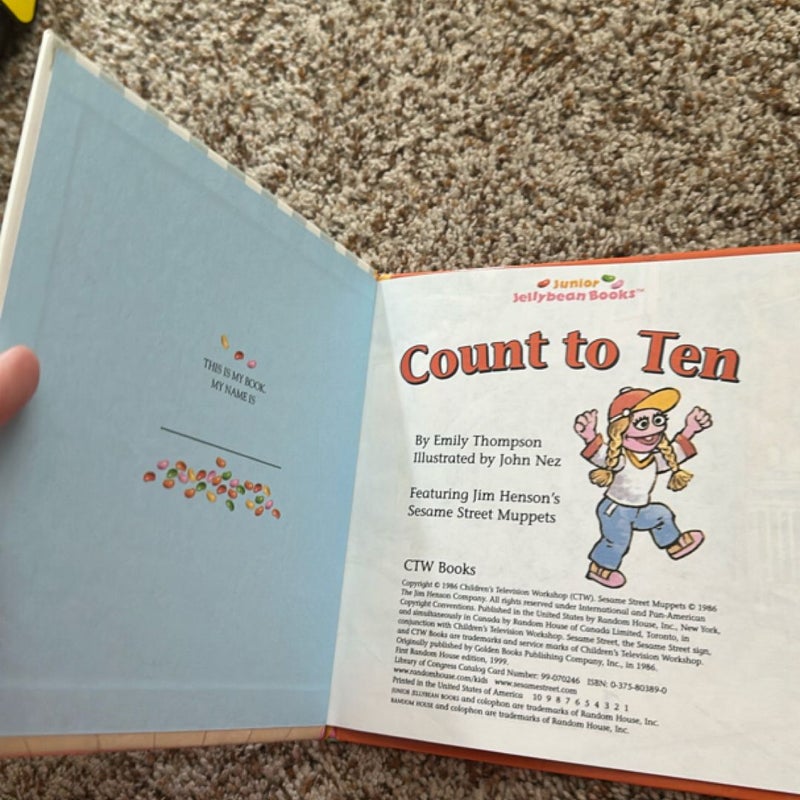 THIS IS MY BOOK.
MY NAME IS
Junior
Jellybean Books™
Count to Ten
By Emily Thompson
Illustrated by John Nez
Featuring Jim Henson's
Sesame Street Muppets
CTW Books
Copyright © 1986 Children's Television Workshop (CTW). Sesame Street Muppets © 1986
The Jim Henson Company. All rights reserved under International and Pan-American
Copyright Conventions. Published in the United States by Random House, Inc., New York,
and simultaneously in Canada by Random House of Canada Limited, Toronto, in
conjunction with Children's Television Workshop. Sesame Street, the Sesame Street sign,
and CTW Books are trademarks and service marks of Children's Television Workshop.
Originally published by Golden Books Publishing Company, Inc., in 1986.
First Random House edition, 1999.
Library of Congress Catalog Card Number: 99-070246 ISBN: 0-375-80389-0
www.randomhouse.com/kids www.sesamestreet.com
Printed in the United States of America 10 9 8 7 6 5 4 3 2 1
JUNIOR JELLYBEAN BOOKS and colophon are trademarks of Random House, Inc.
RANDOM HOUSE and colophon are trademarks of Random House, Inc.